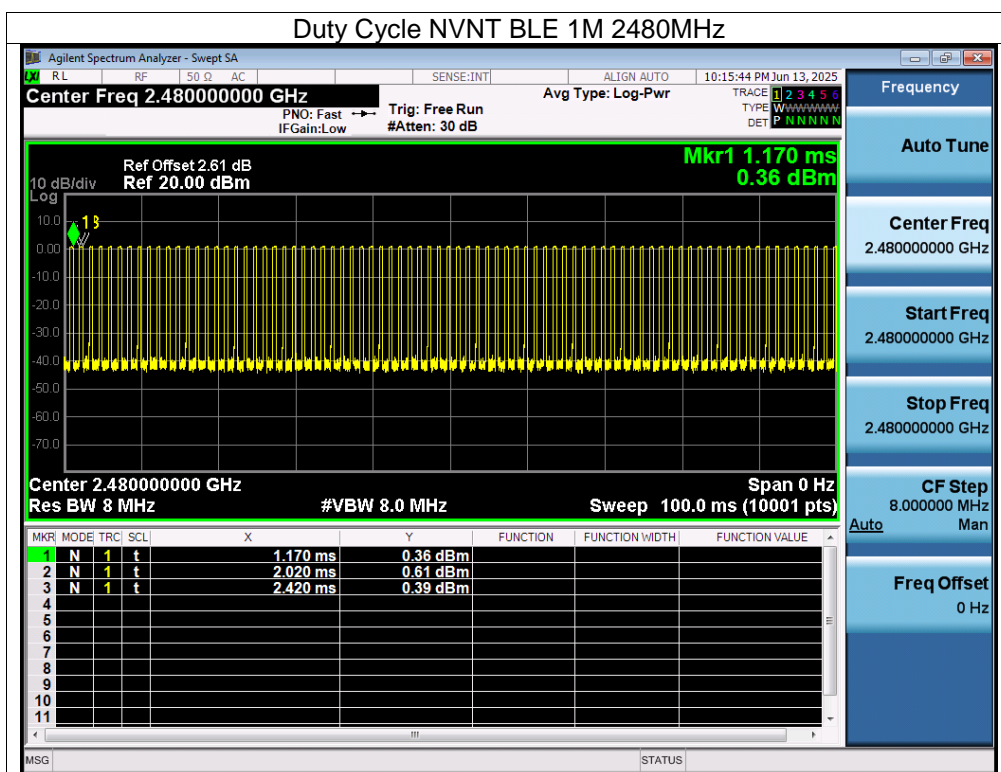 Duty Cycle NVNT BLE 1M 2480MHz
Agilent Spectrum Analyzer - Swept SA
LXI RL RF 50 Ω AC SENSE:INT ALIGN AUTO 10:15:44 PM Jun 13, 2025
Center Freq 2.480000000 GHz
PNO: Fast
IFGain:Low
Trig: Free Run
#Atten: 30 dB
Avg Type: Log-Pwr
TRACE 1 2 3 4 5 6
TYPE WWWWWWW
DET P N N N N N
Mkr1 1.170 ms
0.36 dBm
Ref Offset 2.61 dB
10 dB/div Ref 20.00 dBm
Log
10.0
0.00
-10.0
-20.0
-30.0
-40.0
-50.0
-60.0
-70.0
1 3
Center 2.480000000 GHz Span 0 Hz
Res BW 8 MHz #VBW 8.0 MHz Sweep 100.0 ms (10001 pts)
MKR MODE TRC SCL X Y FUNCTION FUNCTION WIDTH FUNCTION VALUE
1 N 1 t 1.170 ms 0.36 dBm
2 N 1 t 2.020 ms 0.61 dBm
3 N 1 t 2.420 ms 0.39 dBm
4
5
6
7
8
9
10
11
MSG STATUS
Frequency
Auto Tune
Center Freq
2.480000000 GHz
Start Freq
2.480000000 GHz
Stop Freq
2.480000000 GHz
CF Step
8.000000 MHz
Auto Man
Freq Offset
0 Hz